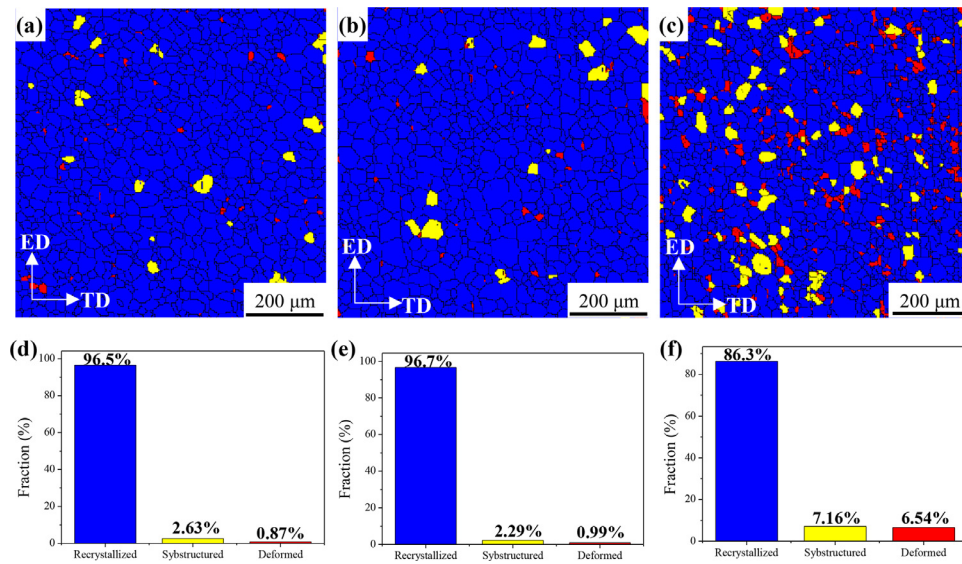 (a)
ED
TD
200 μm
(b)
ED
TD
200 μm
(c)
ED
TD
200 μm
(d)
Fraction (%)
100
80
60
40
20
0
96.5%
2.63%
0.87%
Recrystallized Sybstructured Deformed
(e)
Fraction (%)
100
80
60
40
20
0
96.7%
2.29%
0.99%
Recrystallized Sybstructured Deformed
(f)
Fraction (%)
80
60
40
20
0
86.3%
7.16%
6.54%
Recrystallized Sybstructured Deformed